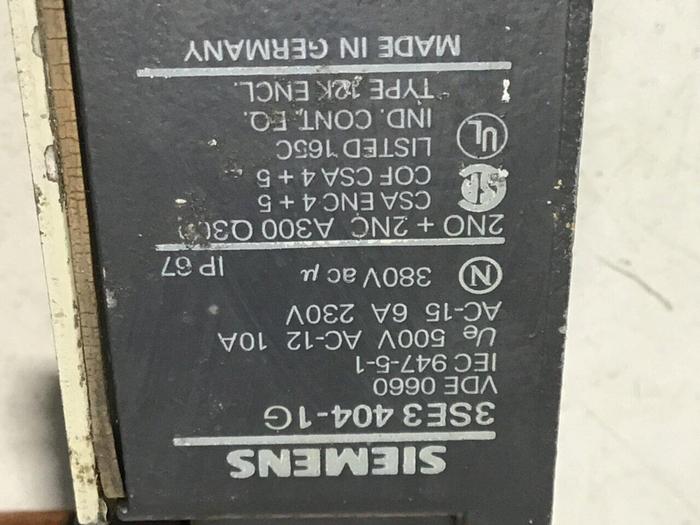 SIEMENS
3SE3 404-1G
VDE 0660
IEC 947-5-1
Ue 500V AC-12 10A
AC-15 6A 230V
N 380V ac µ IP 67
2NO + 2NC A300
CSA ENC 4 + 5
COF CSA 4 + 5
LISTED 165C
UL IND. CONT. EQ.
TYPE 12K ENCL.
MADE IN GERMANY